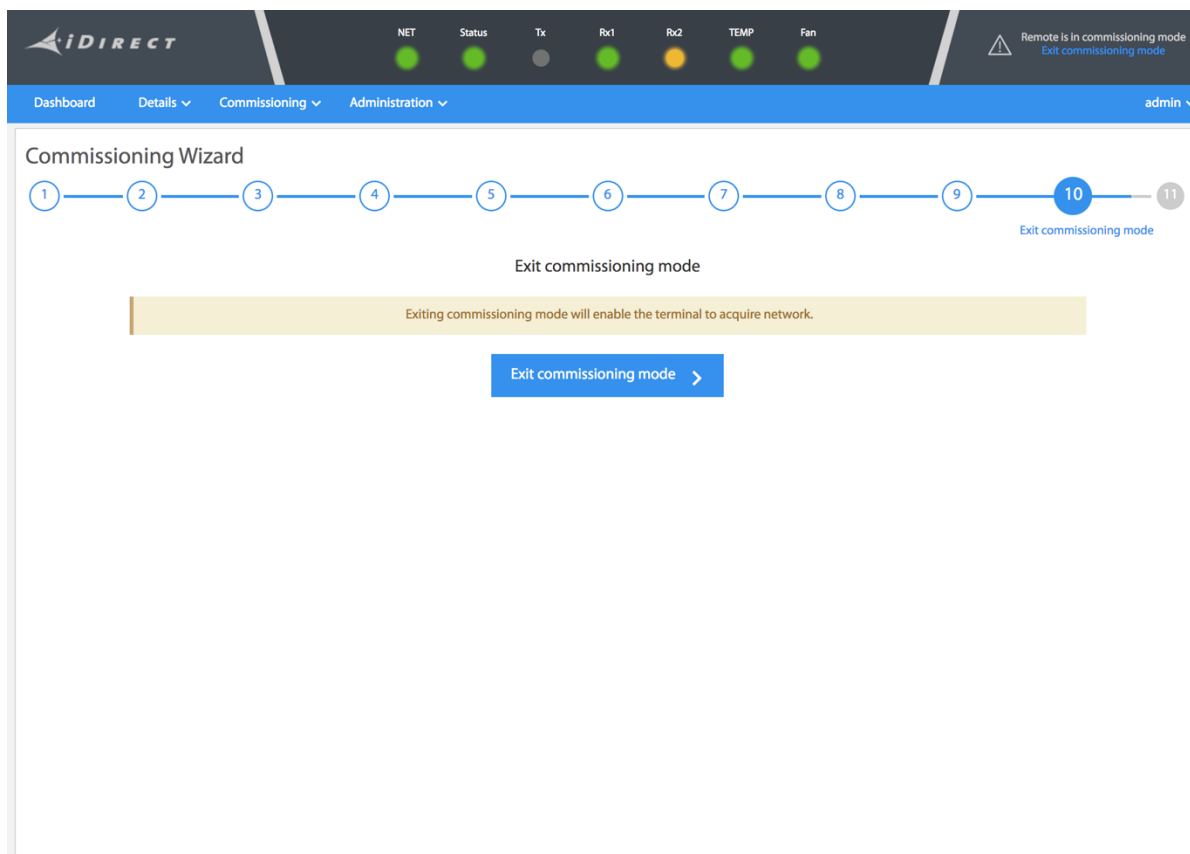 iDIRECT
NET Status Tx Rx1 Rx2 TEMP Fan
Remote is in commissioning mode
Exit commissioning mode
Dashboard Details Commissioning Administration admin
Commissioning Wizard
1 2 3 4 5 6 7 8 9 10 11
Exit commissioning mode
Exit commissioning mode
Exiting commissioning mode will enable the terminal to acquire network.
Exit commissioning mode